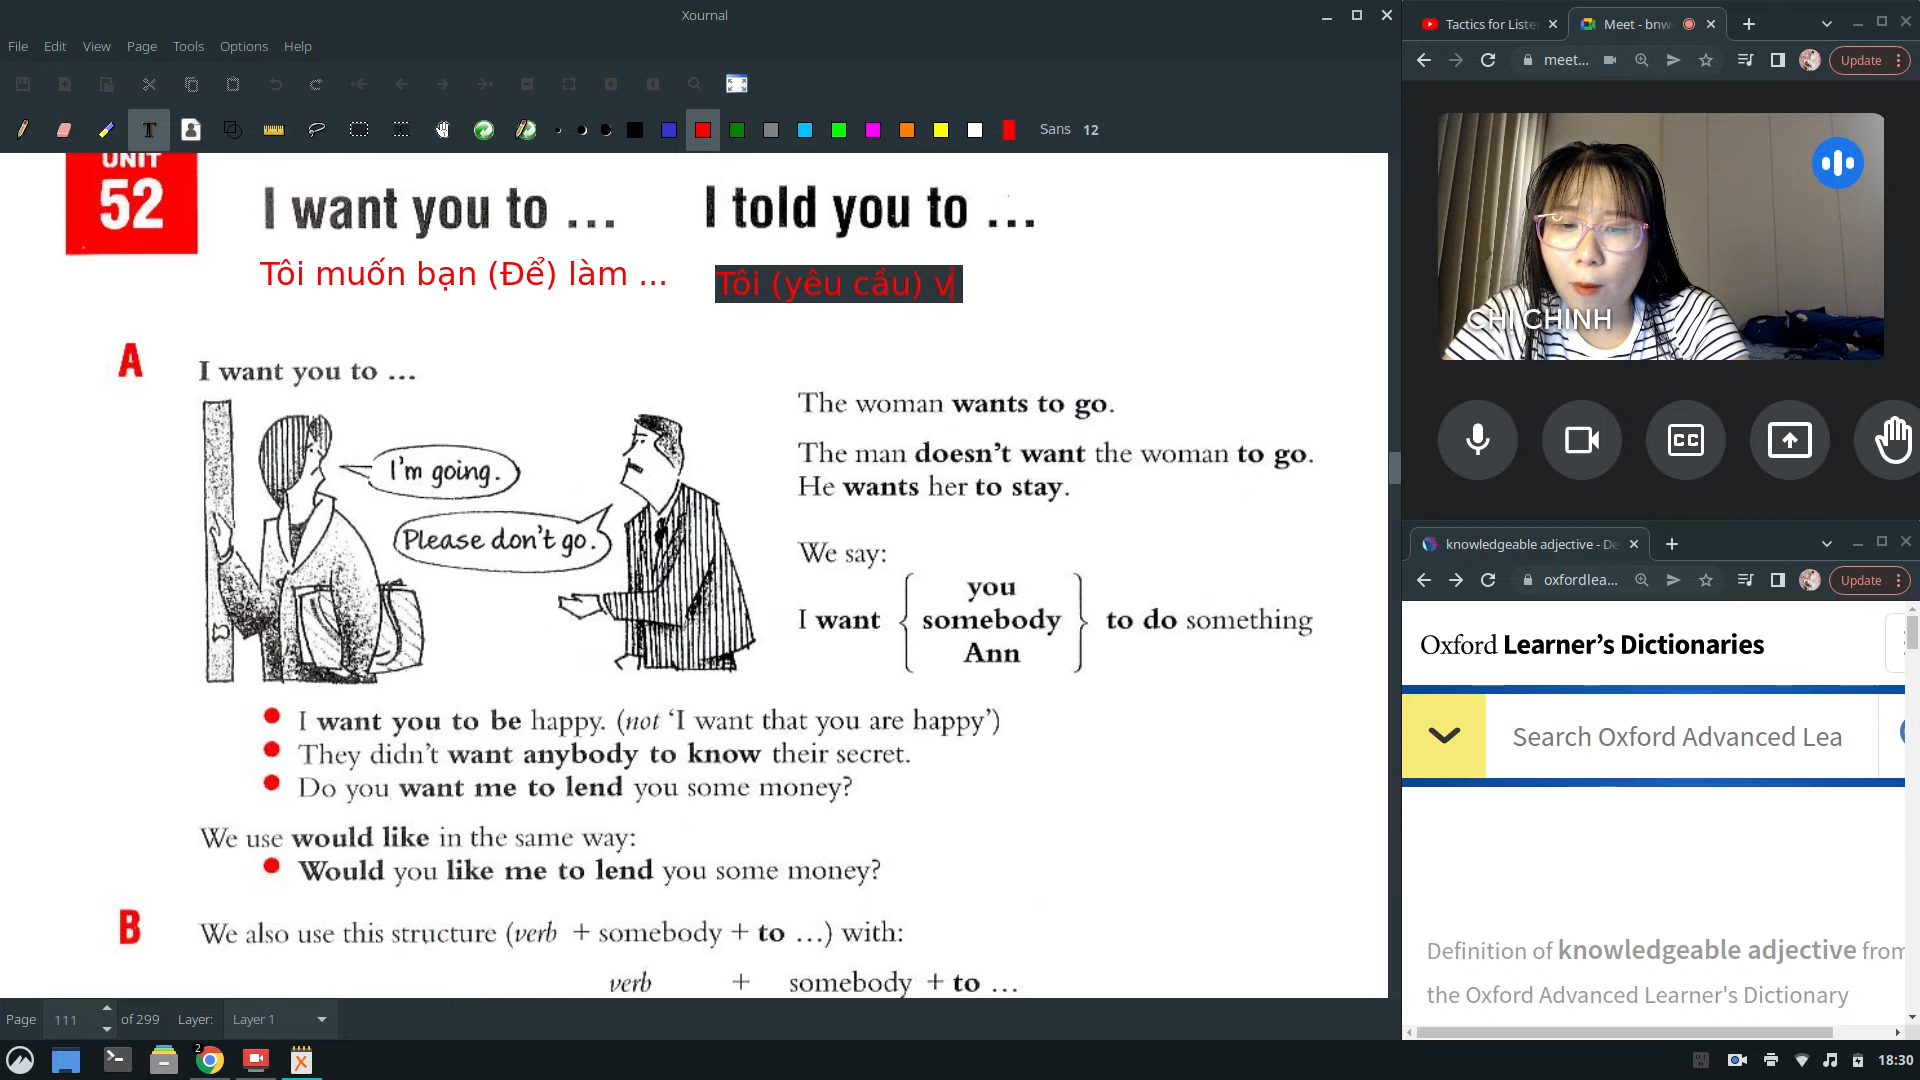 Xournal
File Edit View Page Tools Options Help
Sans 12
UNIT
52
I want you to ... I told you to ...
Tôi muốn bạn (Để) làm ...
Tôi (yêu cầu) v
A
I want you to ...
I'm going.
Please don't go.
The woman wants to go.
The man doesn't want the woman to go.
He wants her to stay.
We say:
you
I want somebody to do something
Ann
I want you to be happy. (not 'I want that you are happy')
They didn't want anybody to know their secret.
Do you want me to lend you some money?
We use would like in the same way:
Would you like me to lend you some money?
B
We also use this structure (verb + somebody + to ...) with:
verb + somebody + to ...
Page 111 of 299 Layer: Layer 1
Tactics for Liste
Meet - bnw-
meet...
Update
CHI CHINH
CC
knowledgeable adjective - De
oxfordlea...
Update
Oxford Learner's Dictionaries
Search Oxford Advanced Lea
Definition of knowledgeable adjective from
the Oxford Advanced Learner's Dictionary
2
18:30